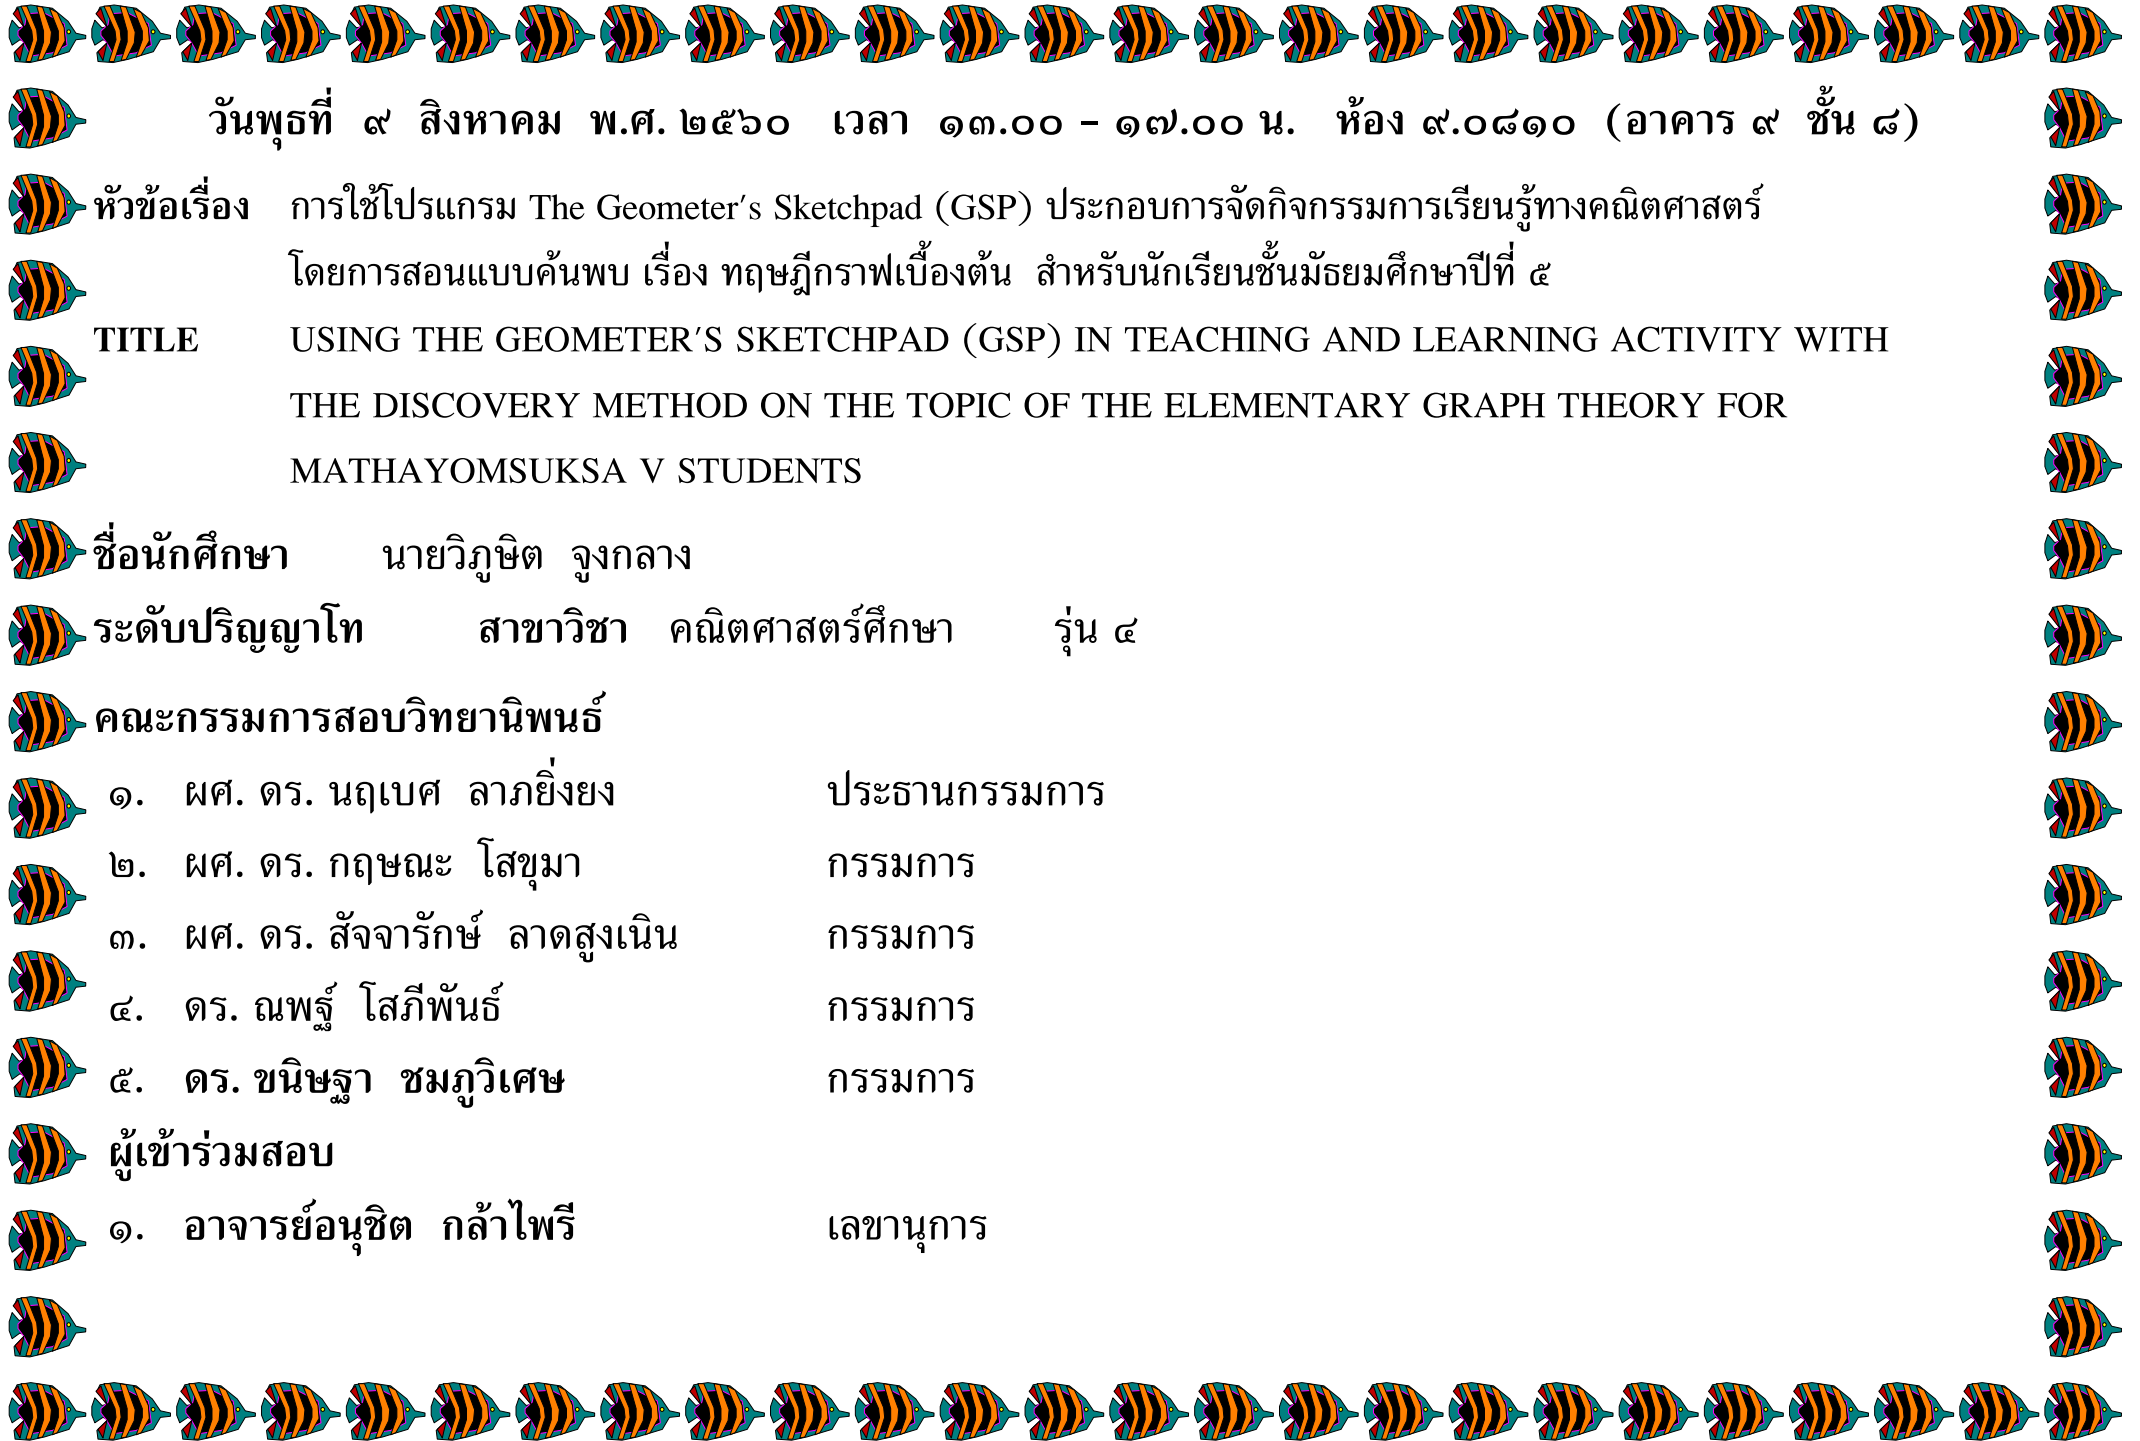 วันพุธที่ ๙ สิงหาคม พ.ศ. ๒๕๖๐ เวลา ๑๓.๐๐ – ๑๗.๐๐ น. ห้อง ๙.๐๘๑๐ (อาคาร ๙ ชั้น ๘)
หัวข้อเรื่อง การใช้โปรแกรม The Geometer's Sketchpad (GSP) ประกอบการจัดกิจกรรมการเรียนรู้ทางคณิตศาสตร์
โดยการสอนแบบค้นพบ เรื่อง ทฤษฎีกราฟเบื้องต้น สำหรับนักเรียนชั้นมัธยมศึกษาปีที่ ๕
TITLE USING THE GEOMETER'S SKETCHPAD (GSP) IN TEACHING AND LEARNING ACTIVITY WITH
THE DISCOVERY METHOD ON THE TOPIC OF THE ELEMENTARY GRAPH THEORY FOR
MATHAYOMSUKSA V STUDENTS
ชื่อนักศึกษา นายวิภูษิต จูงกลาง
ระดับปริญญาโท สาขาวิชา คณิตศาสตร์ศึกษา รุ่น ๔
คณะกรรมการสอบวิทยานิพนธ์
๑. ผศ. ดร. นฤเบศ ลาภยิ่งยง ประธานกรรมการ
๒. ผศ. ดร. กฤษณะ โสขุมา กรรมการ
๓. ผศ. ดร. สัจจารักษ์ ลาดสูงเนิน กรรมการ
๔. ดร. ณพฐ์ โสภีพันธ์ กรรมการ
๕. ดร. ขนิษฐา ชมภูวิเศษ กรรมการ
ผู้เข้าร่วมสอบ
๑. อาจารย์อนุชิต กล้าไพรี เลขานุการ